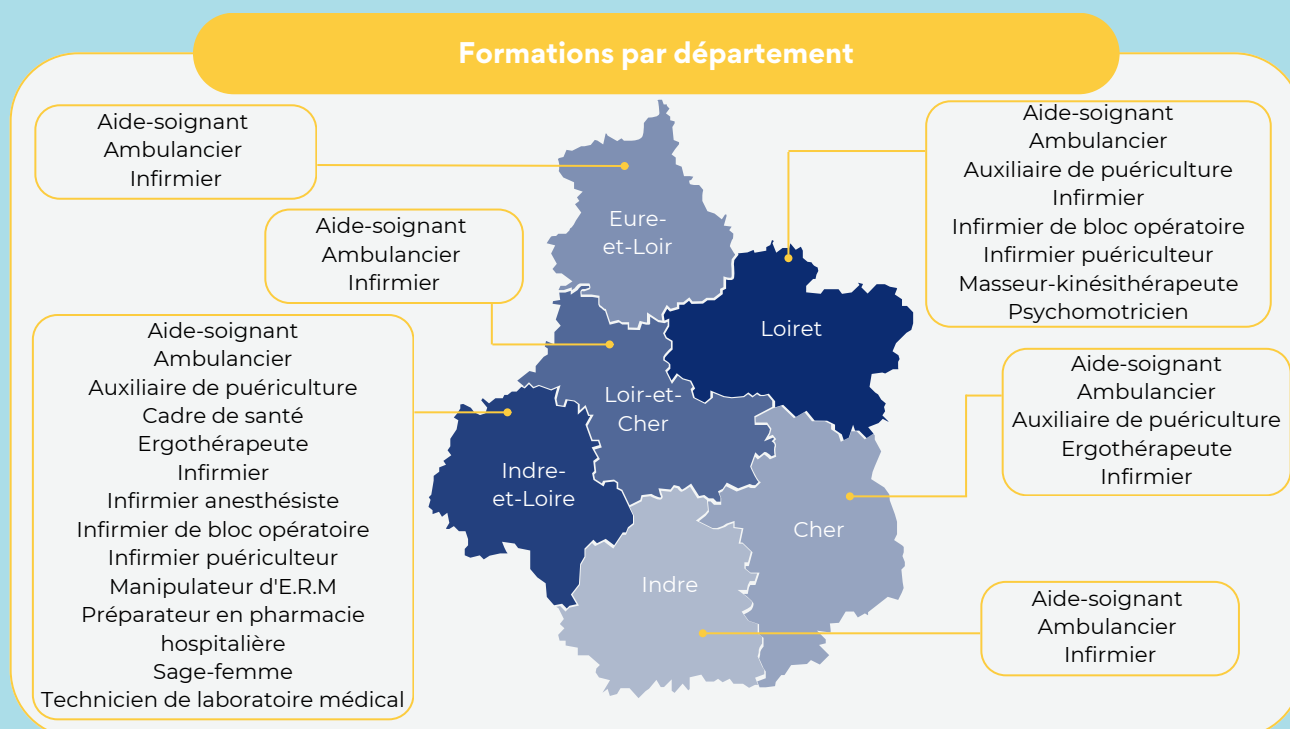 Formations par département
Aide-soignant
Ambulancier
Infirmier
Aide-soignant
Ambulancier
Infirmier
Aide-soignant
Ambulancier
Auxiliaire de puériculture
Cadre de santé
Ergothérapeute
Infirmier
Infirmier anesthésiste
Infirmier de bloc opératoire
Infirmier puériculteur
Manipulateur d'E.R.M
Préparateur en pharmacie
hospitalière
Sage-femme
Technicien de laboratoire médical
Eure-
et-Loir
Loiret
Loir-et-
Cher
Indre-
et-Loire
Cher
Indre
Aide-soignant
Ambulancier
Auxiliaire de puériculture
Infirmier
Infirmier de bloc opératoire
Infirmier puériculteur
Masseur-kinésithérapeute
Psychomotricien
Aide-soignant
Ambulancier
Auxiliaire de puériculture
Ergothérapeute
Infirmier
Aide-soignant
Ambulancier
Infirmier